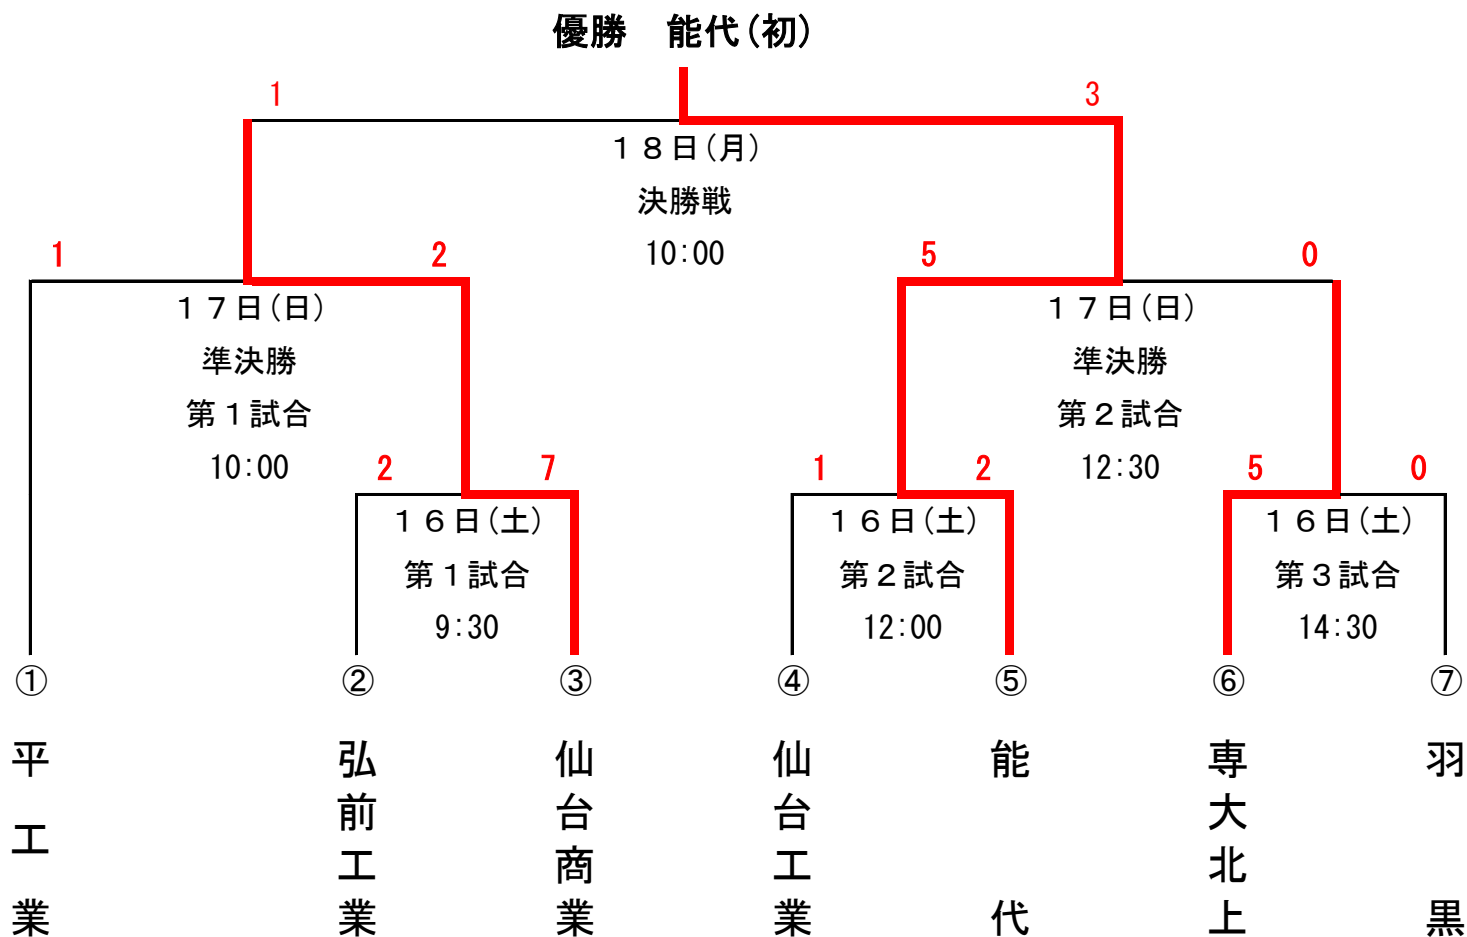 優勝　能代(初)
1
3
１８日(月)
決勝戦
10:00
1
2
5
0
１７日(日)
準決勝
第１試合
10:00
１７日(日)
準決勝
第２試合
12:30
2
7
1
2
5
0
１６日(土)
第１試合
9:30
１６日(土)
第２試合
12:00
１６日(土)
第３試合
14:30
①
②
③
④
⑤
⑥
⑦
平工業
弘前工業
仙台商業
仙台工業
能代
専大北上
羽黒